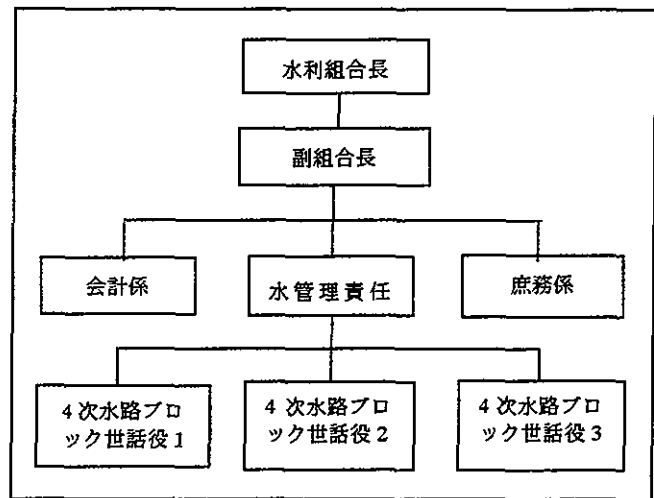 水利組合長
副組合長
会計係
水管理責任
庶務係
4次水路ブロ
ック世話役1
4次水路ブロ
ック世話役2
4次水路ブロ
ック世話役3